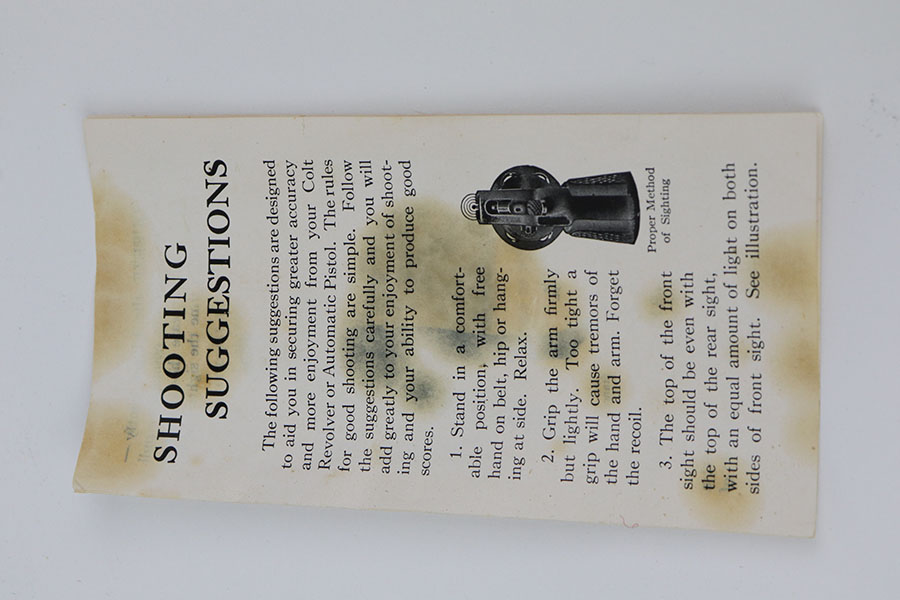 SHOOTING
SUGGESTIONS
The following suggestions are designed
to aid you in securing greater accuracy
and more enjoyment from your Colt
Revolver or Automatic Pistol. The rules
for good shooting are simple. Follow
the suggestions carefully and you will
add greatly to your enjoyment of shoot-
ing and your ability to produce good
scores.
1. Stand in a comfort-
able position, with free
hand on belt, hip or hang-
ing at side. Relax.
2. Grip the arm firmly
but lightly. Too tight a
grip will cause tremors of
the hand and arm. Forget
the recoil.
Proper Method
of Sighting
3. The top of the front
sight should be even with
the top of the rear sight,
with an equal amount of light on both
sides of front sight. See illustration.